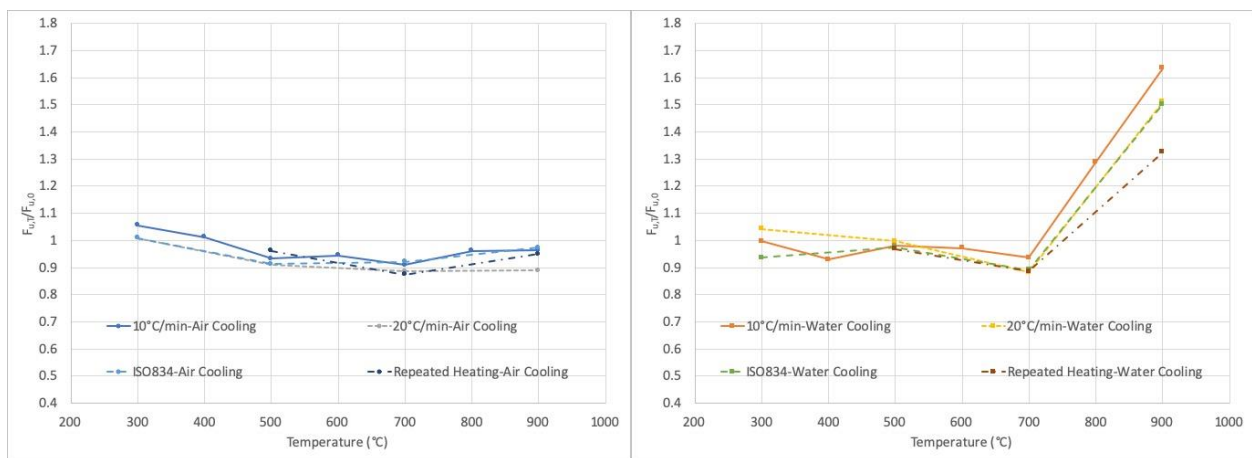 1.8
1.7
1.6
1.5
1.4
1.3
1.2
1.1
1
0.9
0.8
0.7
0.6
0.5
0.4
Fu,T/Fu,0
10°C/min-Air Cooling
20°C/min-Air Cooling
ISO834-Air Cooling
Repeated Heating-Air Cooling
200 300 400 500 600 700 800 900 1000
Temperature (℃)
1.8
1.7
1.6
1.5
1.4
1.3
1.2
1.1
1
0.9
0.8
0.7
0.6
0.5
0.4
Fu,T/Fu,0
10°C/min-Water Cooling
20°C/min-Water Cooling
ISO834-Water Cooling
Repeated Heating-Water Cooling
200 300 400 500 600 700 800 900 1000
Temperature (℃)